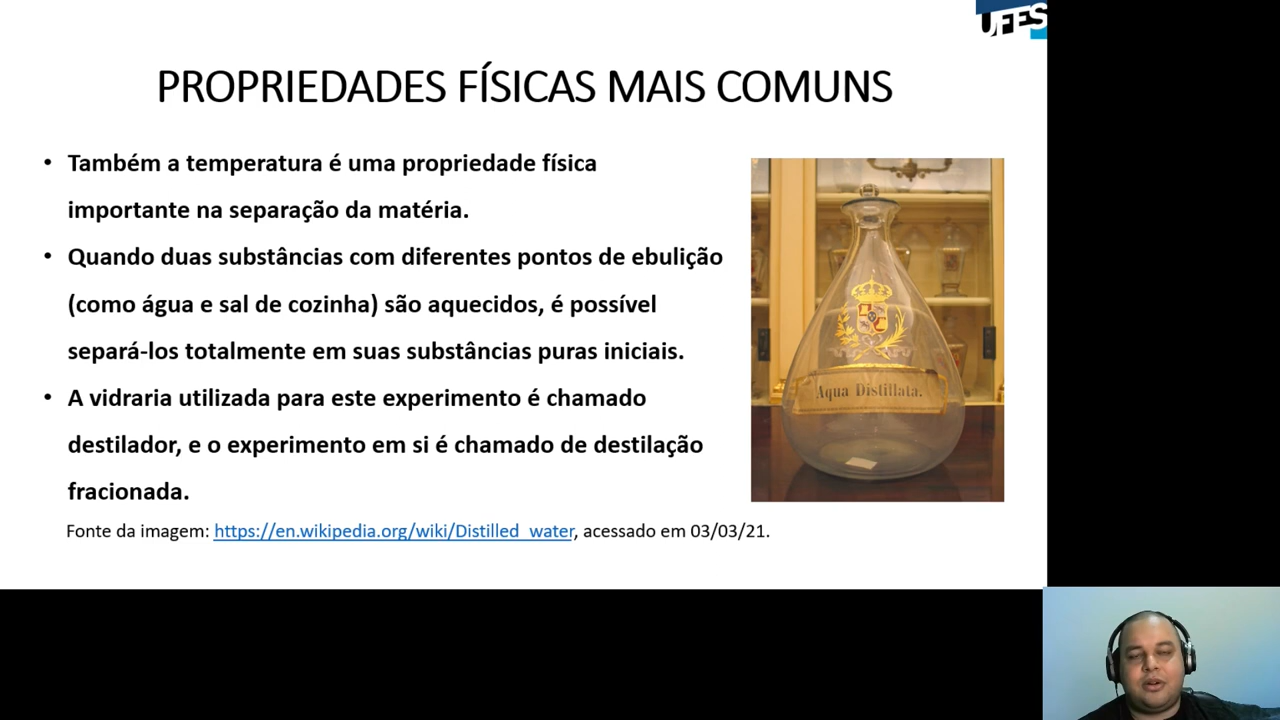 UFES
PROPRIEDADES FÍSICAS MAIS COMUNS
• Também a temperatura é uma propriedade física
importante na separação da matéria.
• Quando duas substâncias com diferentes pontos de ebulição
(como água e sal de cozinha) são aquecidos, é possível
separá-los totalmente em suas substâncias puras iniciais.
• A vidraria utilizada para este experimento é chamado
destilador, e o experimento em si é chamado de destilação
fracionada.
Aqua Distillata.
Fonte da imagem: https://en.wikipedia.org/wiki/Distilled_water, acessado em 03/03/21.